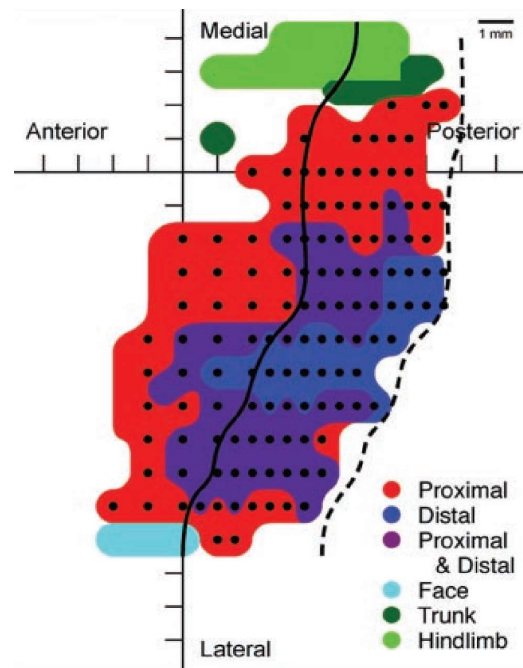 Medial
1 mm
Anterior
Posterior
Proximal
Distal
Proximal
& Distal
Face
Trunk
Hindlimb
Lateral